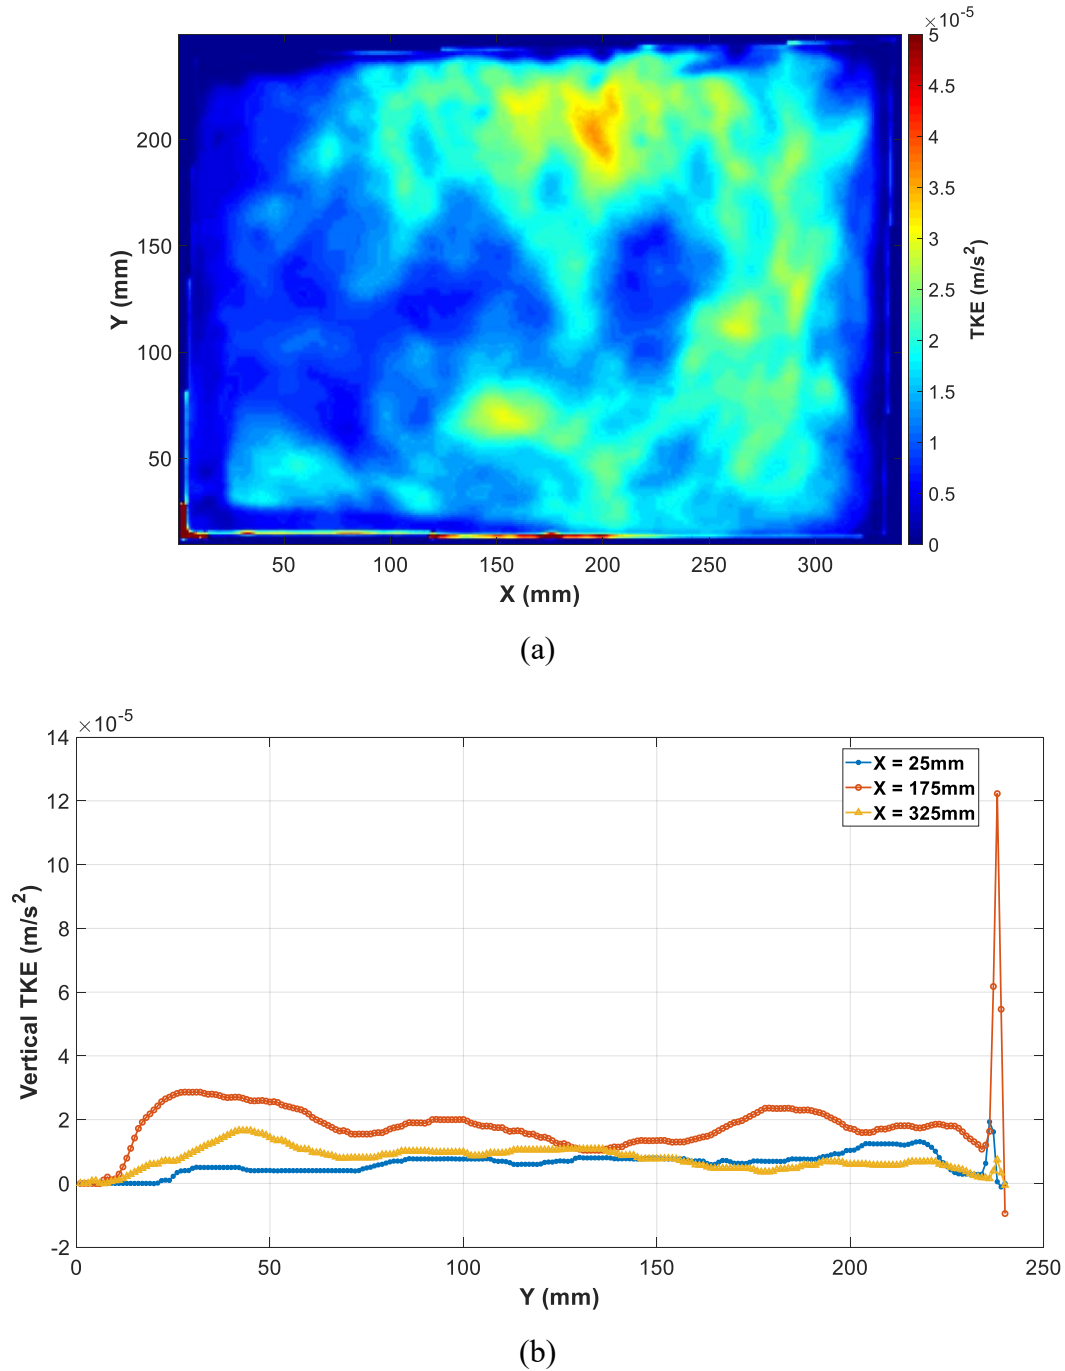 ×10⁻⁵
5
4.5
4
3.5
3
2.5
2
1.5
1
0.5
0
TKE (m/s²)
200
150
100
50
Y (mm)
50 100 150 200 250 300
X (mm)
(a)
×10⁻⁵
14
12
10
8
6
4
2
0
-2
Vertical TKE (m/s²)
X = 25mm
X = 175mm
X = 325mm
0 50 100 150 200 250
Y (mm)
(b)